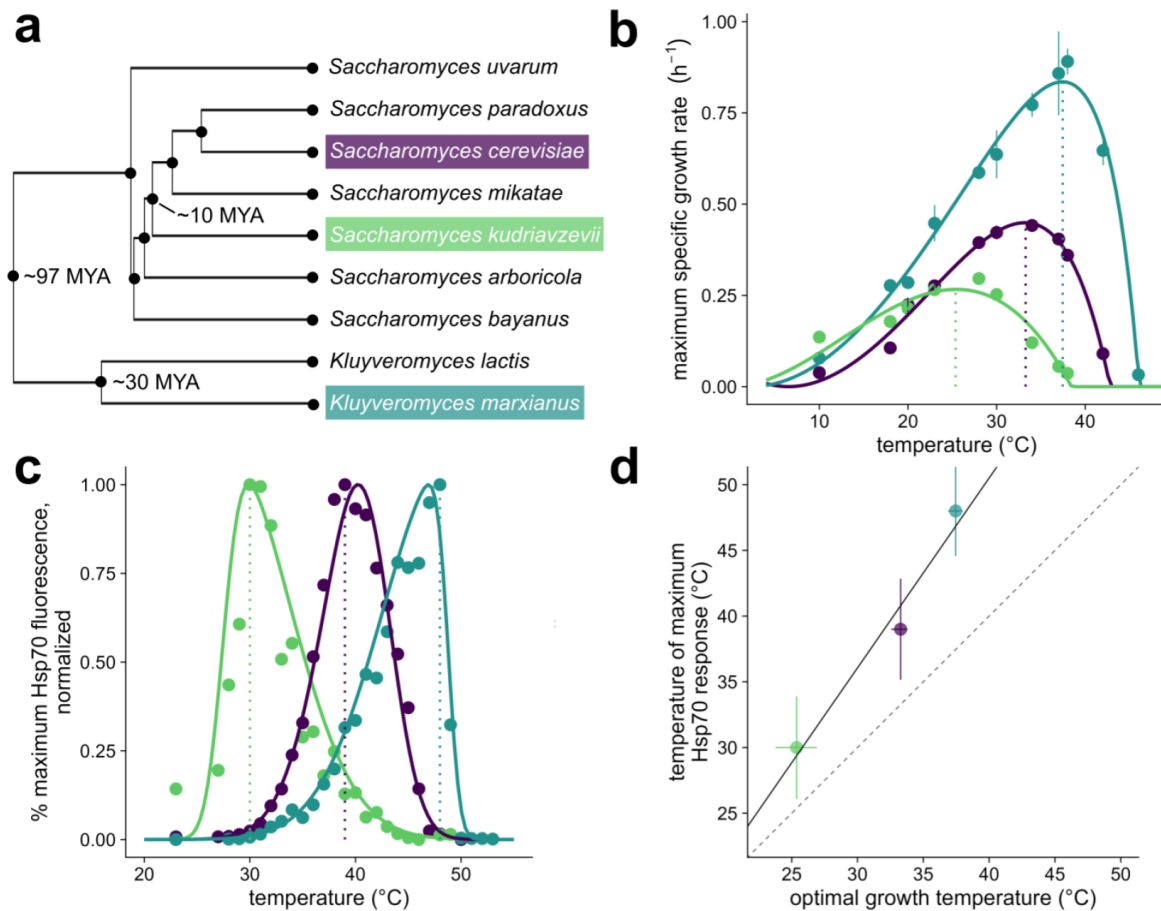 a
Saccharomyces uvarum
Saccharomyces paradoxus
Saccharomyces cerevisiae
Saccharomyces mikatae
~10 MYA
Saccharomyces kudriavzevii
~97 MYA
Saccharomyces arboricola
Saccharomyces bayanus
Kluyveromyces lactis
~30 MYA
Kluyveromyces marxianus
b
maximum specific growth rate (h⁻¹)
1.00
0.75
0.50
0.25
0.00
10
20
30
40
temperature (°C)
c
% maximum Hsp70 fluorescence,
normalized
1.00
0.75
0.50
0.25
0.00
20
30
40
50
temperature (°C)
d
temperature of maximum
Hsp70 response (°C)
50
45
40
35
30
25
25
30
35
40
45
50
optimal growth temperature (°C)